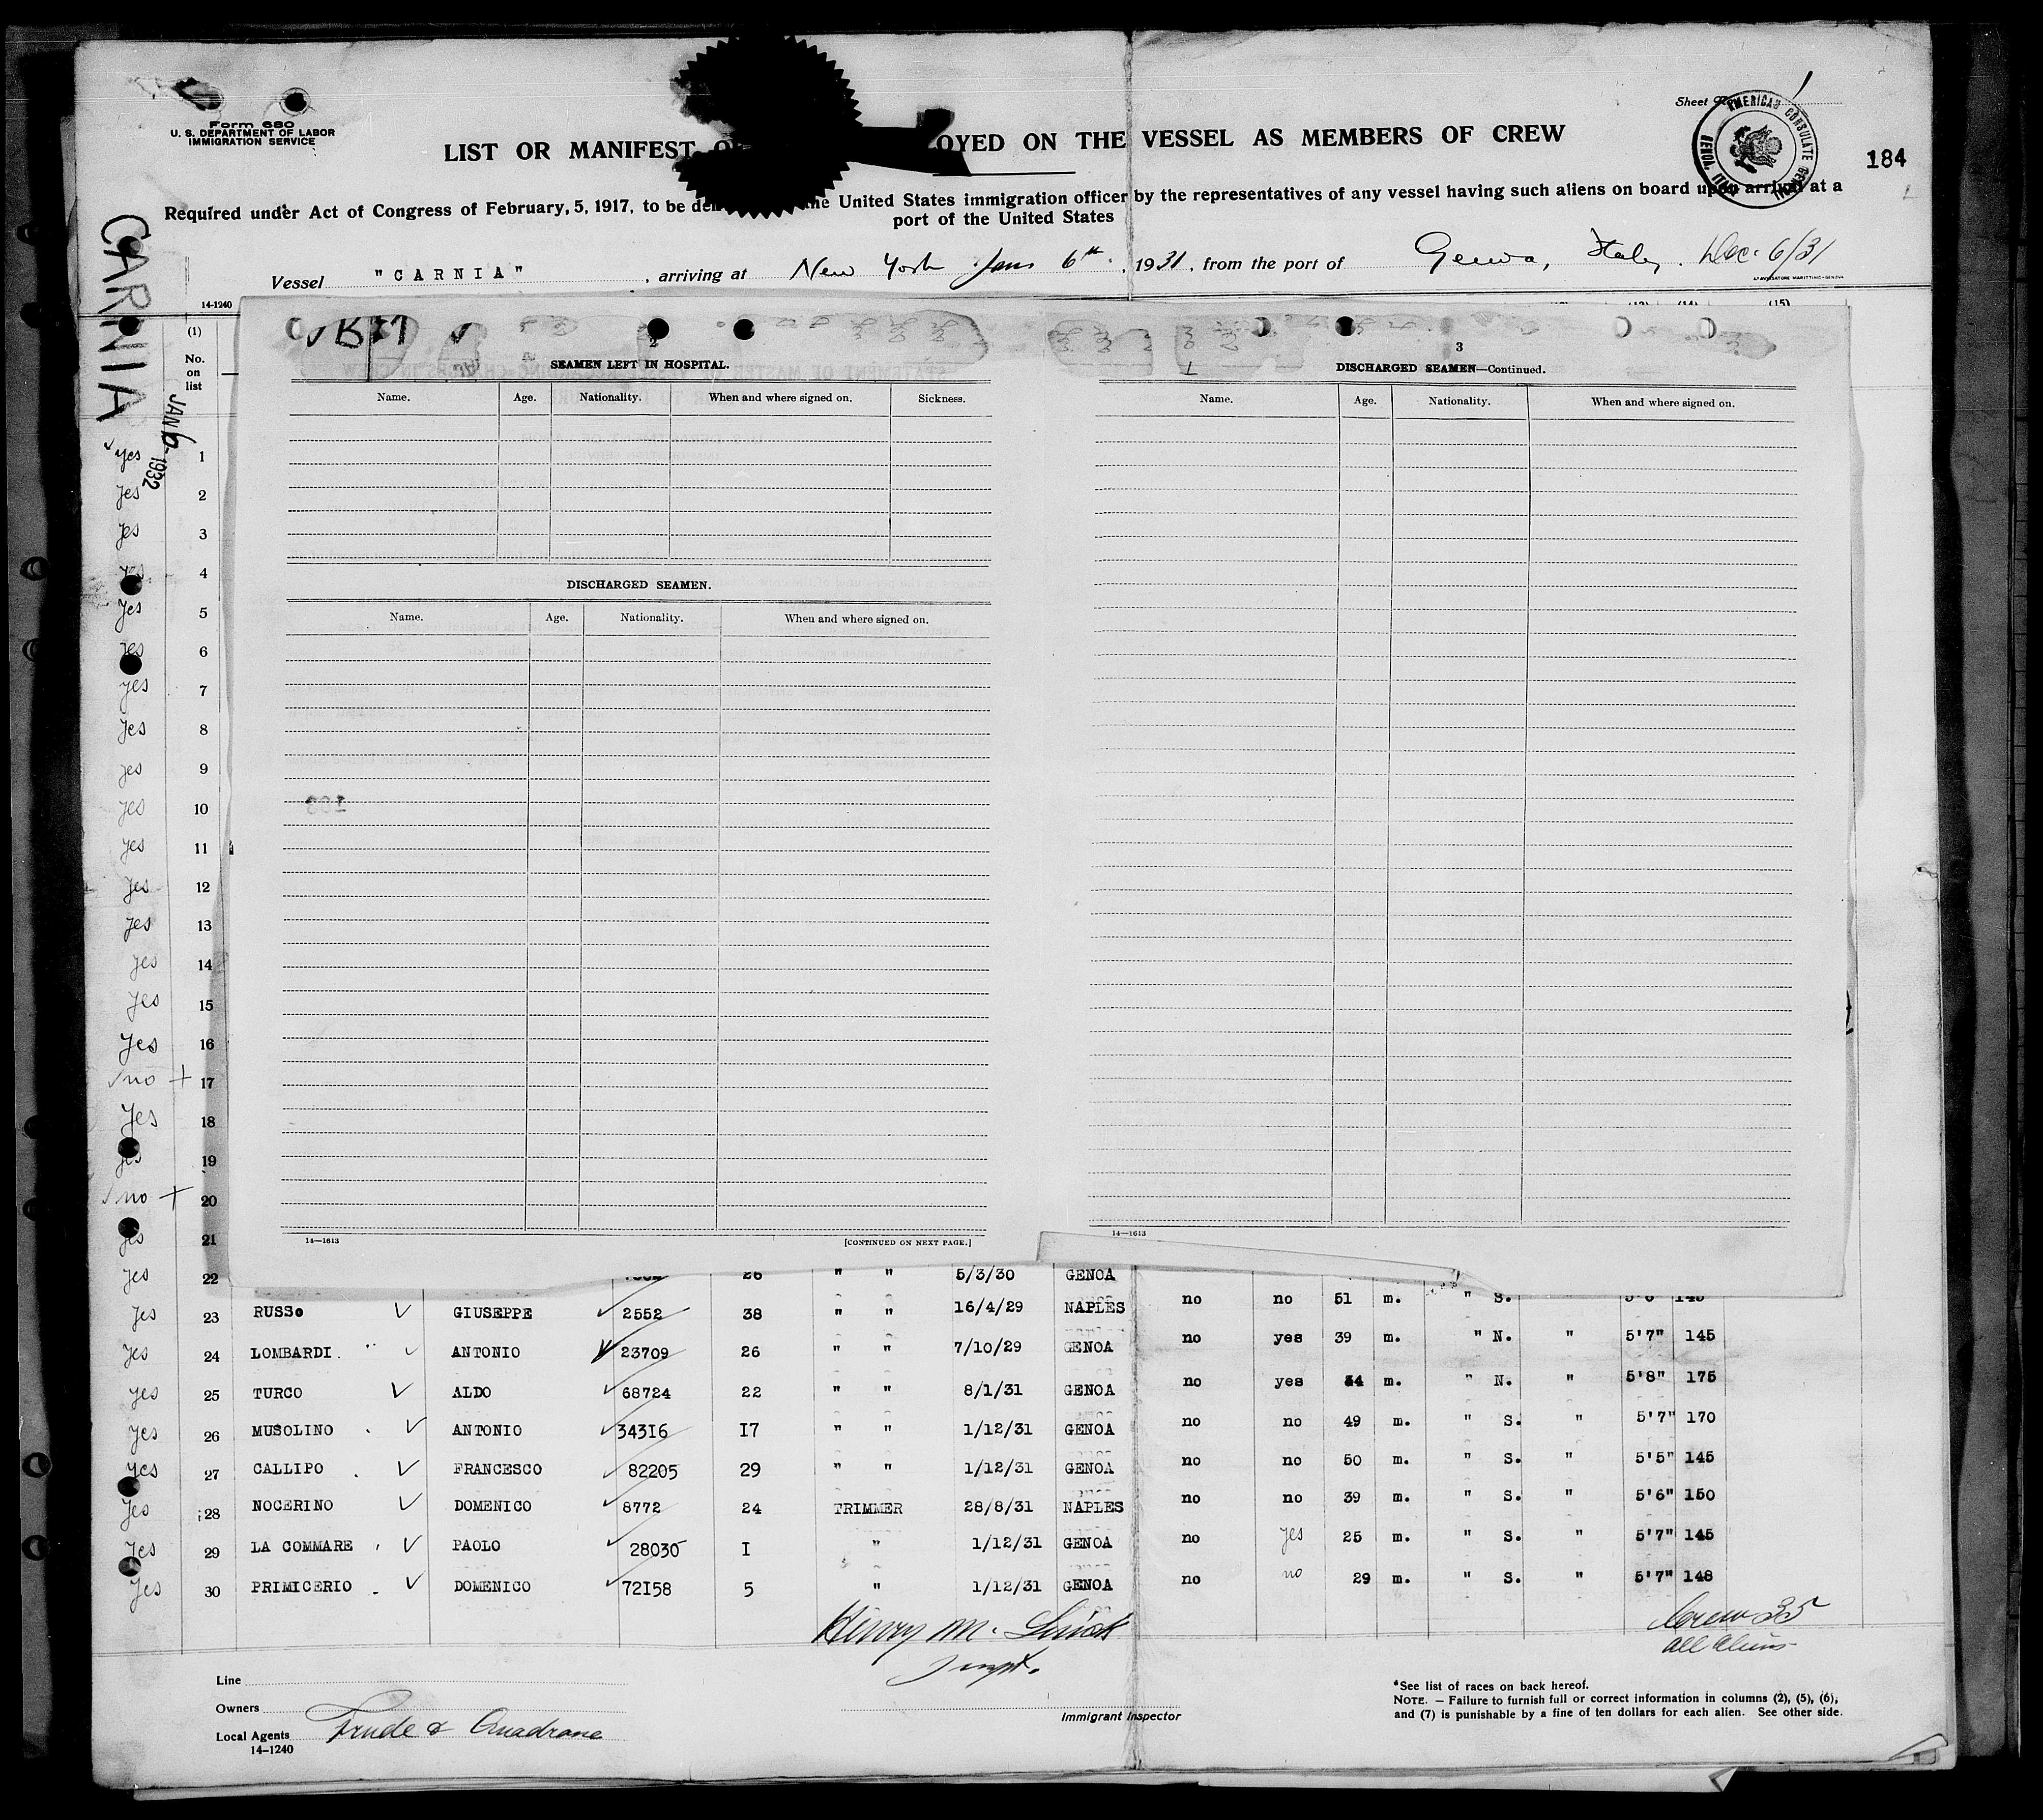 Form 680
U. S. DEPARTMENT OF LABOR
IMMIGRATION SERVICE
Sheet
AMERICAN CONSULATE GENERAL GENOA
184
LIST OR MANIFEST OYED ON THE VESSEL AS MEMBERS OF CREW
Required under Act of Congress of February, 5, 1917, to be United States immigration officer by the representatives of any vessel having such aliens on board upon arrival at a
port of the United States
Vessel "CARNIA", arriving at New York Jan 6th, 1931, from the port of Genoa, Italy. Dec. 6/31
CARNIA
JAN 6 - 1932
14-1240
(1)
No.
on
list
3
SEAMEN LEFT IN HOSPITAL.
Name. Age. Nationality. When and where signed on. Sickness.
DISCHARGED SEAMEN.
Name. Age. Nationality. When and where signed on.
14—1613 [CONTINUED ON NEXT PAGE.]
DISCHARGED SEAMEN—Continued.
Name. Age. Nationality. When and where signed on.
14—1613
yes 1
yes 2
yes 3
yes 4
yes 5
yes 6
yes 7
yes 8
yes 9
yes 10
yes 11
yes 12
yes 13
yes 14
yes 15
yes 16
no + 17
yes 18
yes 19
no + 20
yes 21
yes 22 26 " " 5/3/30 GENOA
yes 23 RUSSo GIUSEPPE 2552 38 " " 16/4/29 NAPLES no no 51 m. " S. 5'6" 145
yes 24 LOMBARDI ANTONIO 23709 26 " " 7/10/29 GENOA no yes 39 m. " N. " 5'7" 145
yes 25 TURCO ALDO 68724 22 " " 8/1/31 GENOA no yes 34 m. " N. " 5'8" 175
yes 26 MUSOLINO ANTONIO 34316 17 " " 1/12/31 GENOA no no 49 m. " S. " 5'7" 170
yes 27 CALLIPO FRANCESCO 82205 29 " " 1/12/31 GENOA no no 50 m. " S. " 5'5" 145
yes 28 NOCERINO DOMENICO 8772 24 TRIMMER 28/8/31 NAPLES no no 39 m. " S. " 5'6" 150
yes 29 LA COMMARE PAOLO 28030 I " 1/12/31 GENOA no yes 25 m. " S. " 5'7" 145
yes 30 PRIMICERIO DOMENICO 72158 5 " 1/12/31 GENOA no no 29 m. " S. " 5'7" 148
Henry M.
Crew 35
all aliens
Line
Owners
Local Agents
14-1240
Immigrant Inspector
*See list of races on back hereof.
NOTE. — Failure to furnish full or correct information in columns (2), (5), (6),
and (7) is punishable by a fine of ten dollars for each alien. See other side.